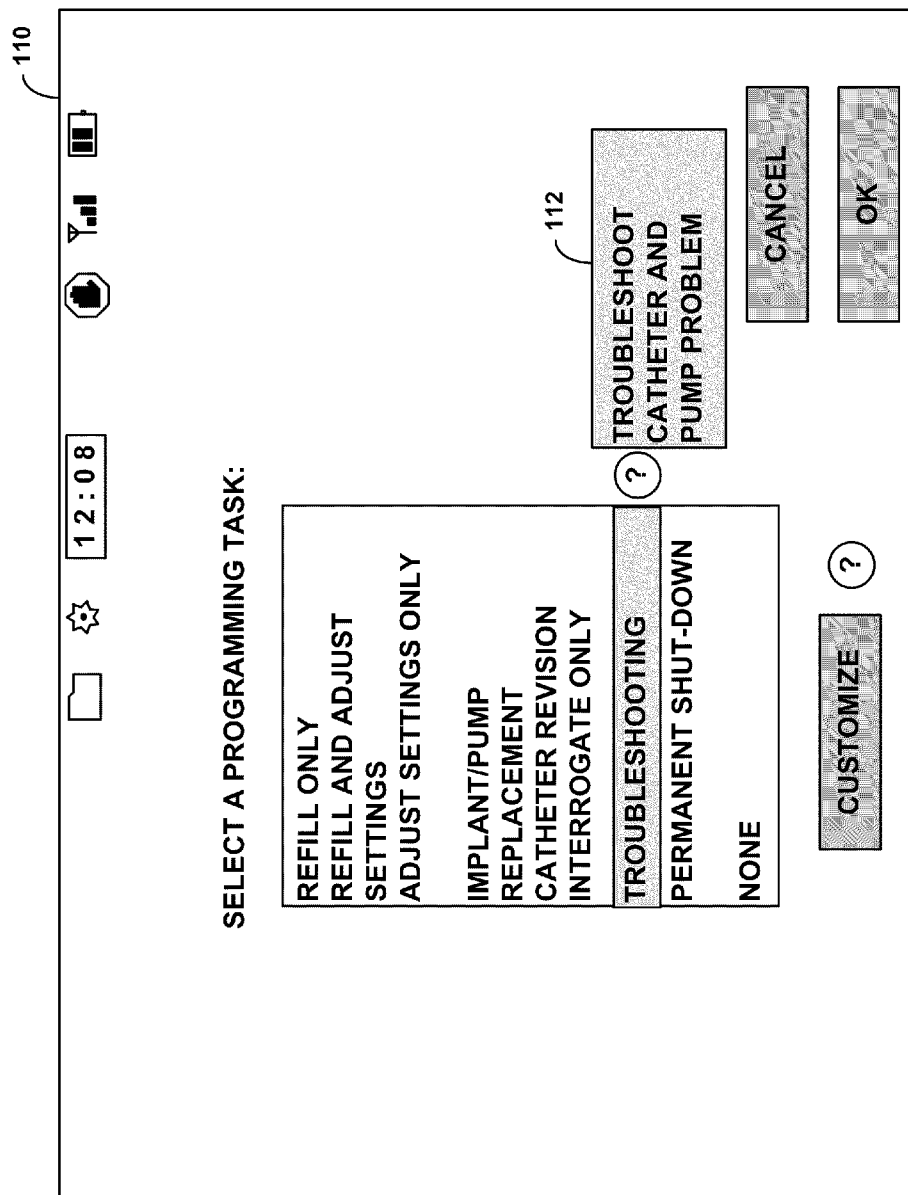 110
12:08
SELECT A PROGRAMMING TASK:
REFILL ONLY
REFILL AND ADJUST
SETTINGS
ADJUST SETTINGS ONLY
IMPLANT/PUMP
REPLACEMENT
CATHETER REVISION
INTERROGATE ONLY
TROUBLESHOOTING
?
112
TROUBLESHOOT
CATHETER AND
PUMP PROBLEM
PERMANENT SHUT-DOWN
NONE
CUSTOMIZE
?
CANCEL
OK